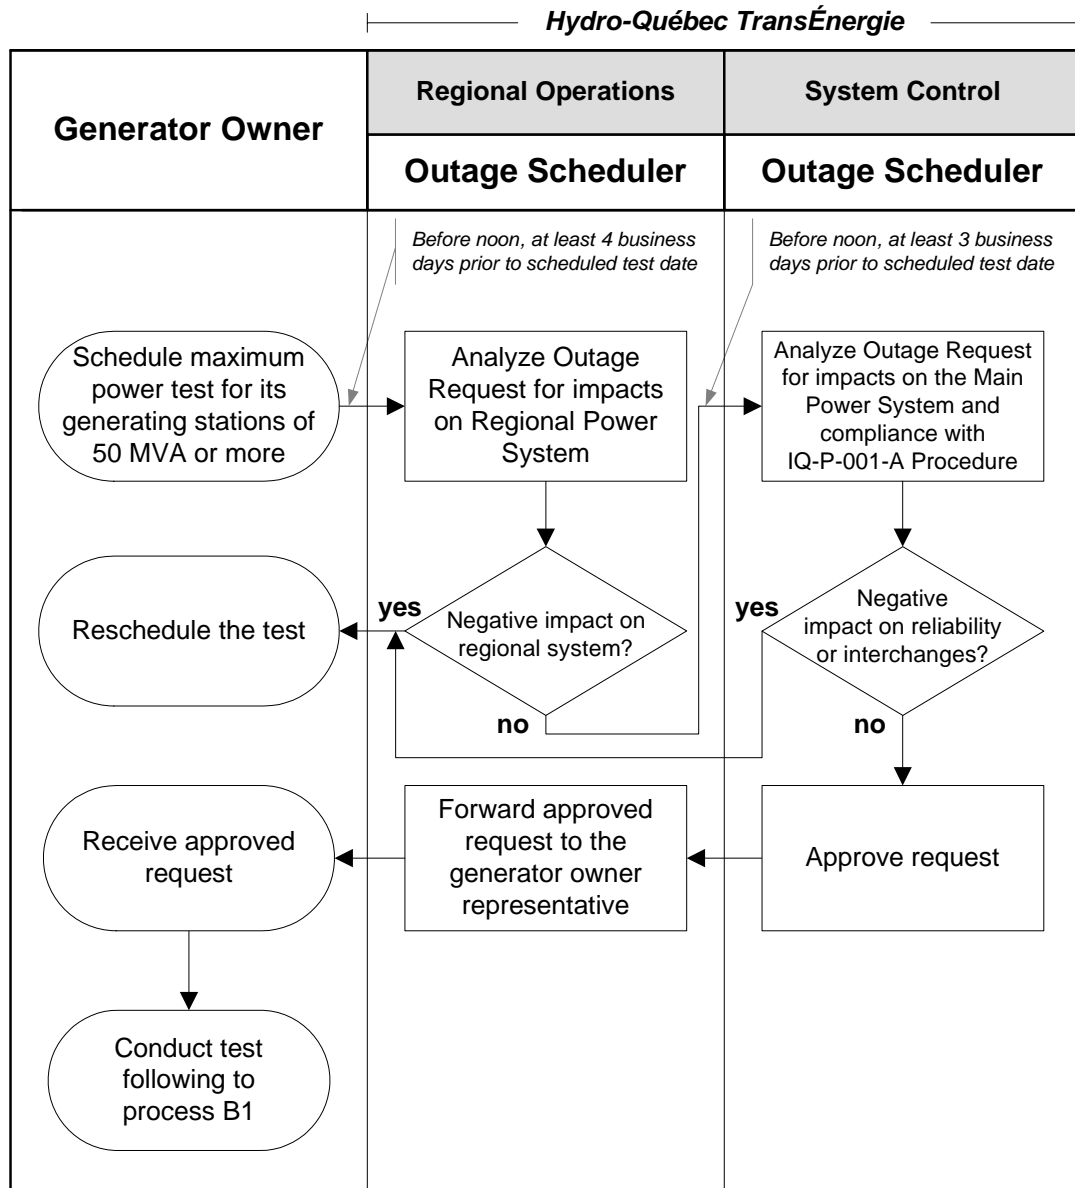 Hydro-Québec TransÉnergie
Generator Owner
Regional Operations
System Control
Outage Scheduler
Outage Scheduler
Before noon, at least 4 business
days prior to scheduled test date
Before noon, at least 3 business
days prior to scheduled test date
Schedule maximum
power test for its
generating stations of
50 MVA or more
Analyze Outage
Request for impacts
on Regional Power
System
Analyze Outage Request
for impacts on the Main
Power System and
compliance with
IQ-P-001-A Procedure
Reschedule the test
yes
Negative impact on
regional system?
no
yes
Negative
impact on reliability
or interchanges?
no
Receive approved
request
Forward approved
request to the
generator owner
representative
Approve request
Conduct test
following to
process B1